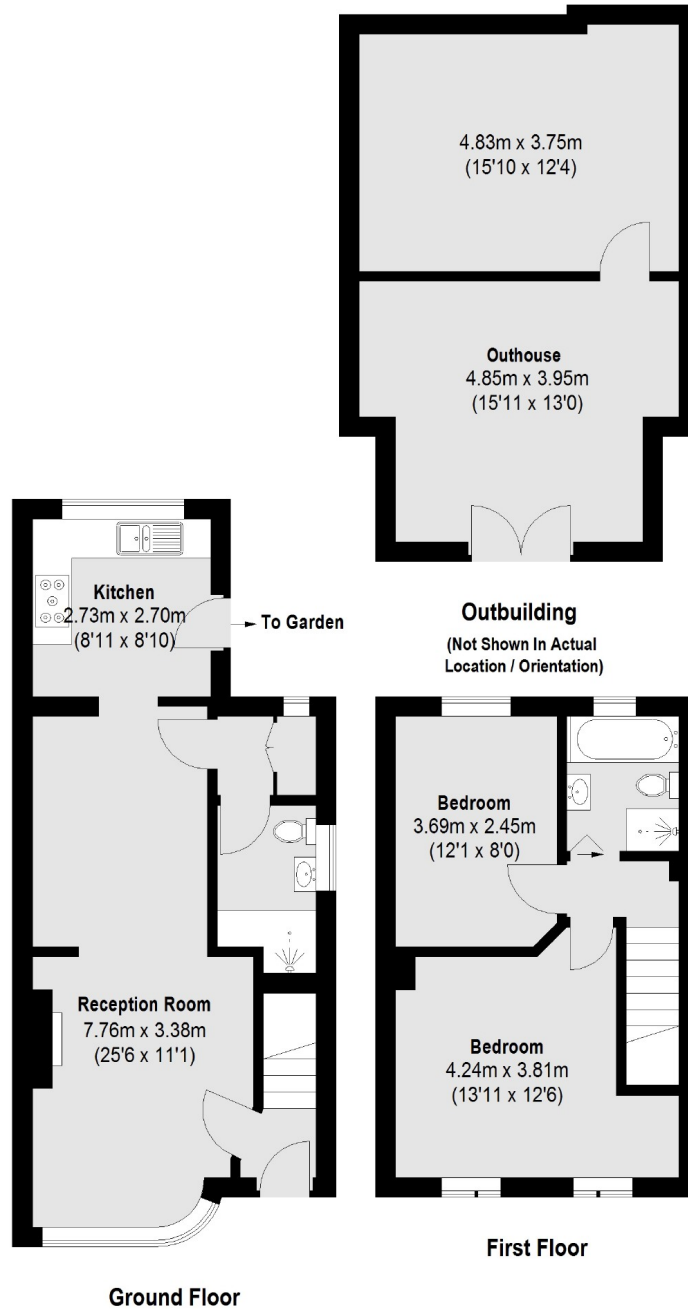 4.83m x 3.75m
(15'10 x 12'4)
Outhouse
4.85m x 3.95m
(15'11 x 13'0)
Outbuilding
(Not Shown In Actual
Location / Orientation)
Kitchen
2.73m x 2.70m
(8'11 x 8'10)
To Garden
Reception Room
7.76m x 3.38m
(25'6 x 11'1)
Ground Floor
Bedroom
3.69m x 2.45m
(12'1 x 8'0)
Bedroom
4.24m x 3.81m
(13'11 x 12'6)
First Floor